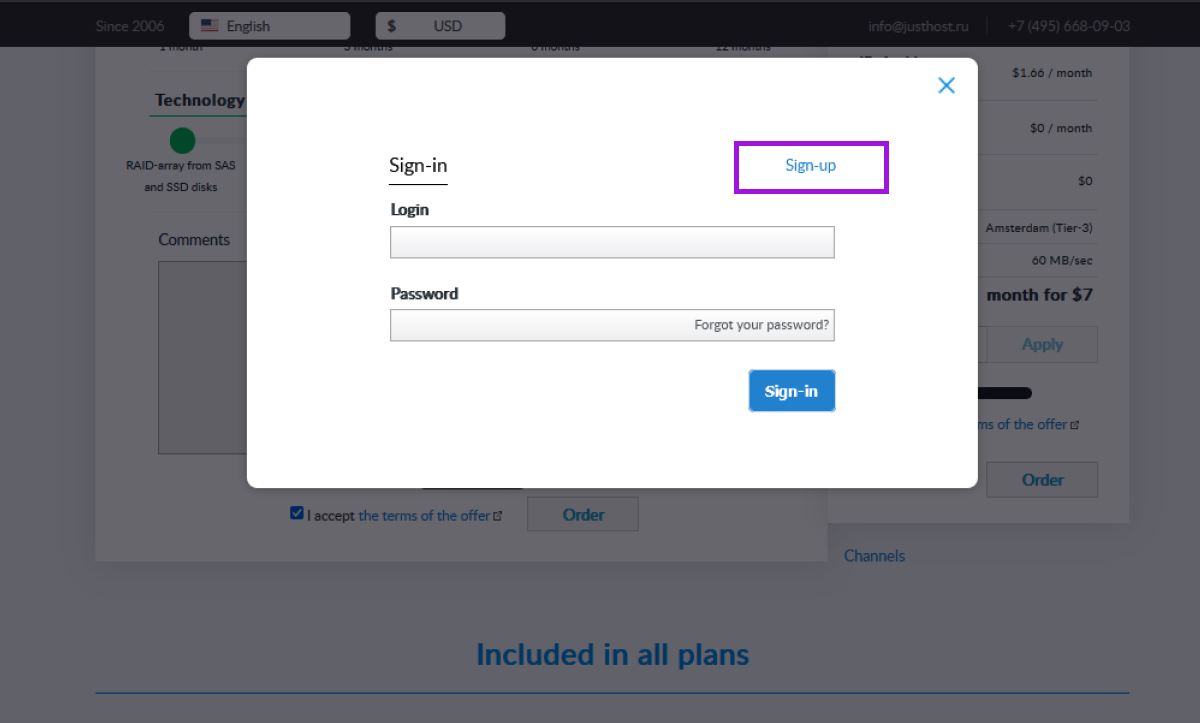 Since 2006
English
$ USD
info@justhost.ru
+7 (495) 668-09-03
1 month
3 months
6 months
12 months
$1.66 / month
Technology
$0 / month
RAID-array from SAS
and SSD disks
Sign-in
Sign-up
$0
Login
Amsterdam (Tier-3)
Comments
60 MB/sec
Password
month for $7
Forgot your password?
Apply
Sign-in
of the offer
Order
I accept the terms of the offer
Order
Channels
Included in all plans